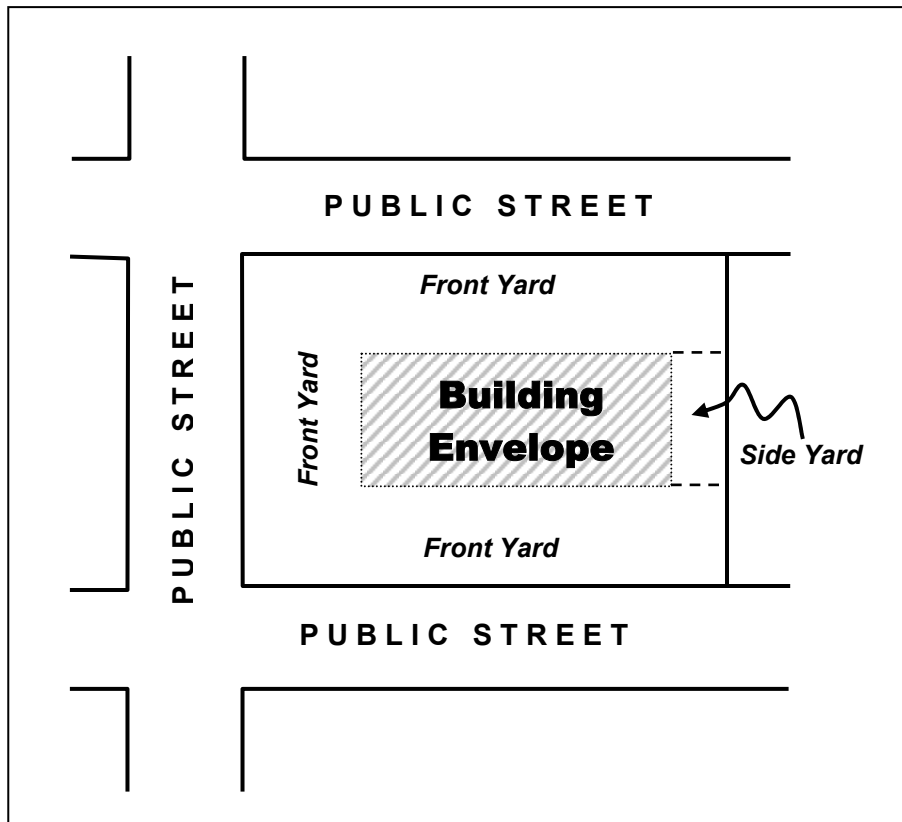 PUBLIC STREET
Front Yard
PUBLIC STREET
Front Yard
Building
Envelope
Side Yard
Front Yard
PUBLIC STREET